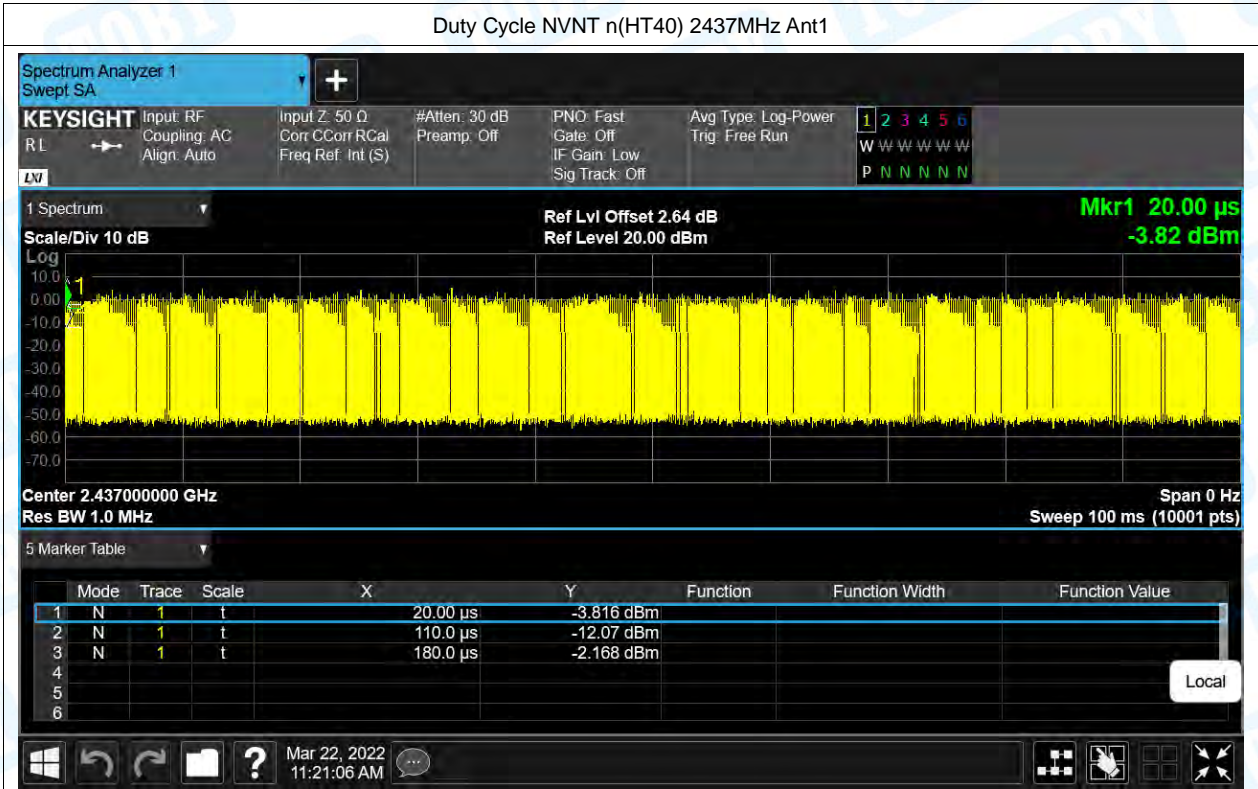 Duty Cycle NVNT n(HT40) 2437MHz Ant1
Spectrum Analyzer 1
Swept SA
+
KEYSIGHT
RL
LXI
Input: RF
Coupling: AC
Align: Auto
Input Z: 50 Ω
Corr CCorr RCal
Freq Ref: Int (S)
#Atten: 30 dB
Preamp: Off
PNO: Fast
Gate: Off
IF Gain: Low
Sig Track: Off
Avg Type: Log-Power
Trig: Free Run
1 2 3 4 5 6
W W W W W W
P N N N N N
1 Spectrum
Scale/Div 10 dB
Ref Lvl Offset 2.64 dB
Ref Level 20.00 dBm
Mkr1 20.00 µs
-3.82 dBm
Log
10.0
0.00
-10.0
-20.0
-30.0
-40.0
-50.0
-60.0
-70.0
1
Center 2.437000000 GHz
Res BW 1.0 MHz
Span 0 Hz
Sweep 100 ms (10001 pts)
5 Marker Table
Mode Trace Scale X Y Function Function Width Function Value
1 N 1 t 20.00 µs -3.816 dBm
2 N 1 t 110.0 µs -12.07 dBm
3 N 1 t 180.0 µs -2.168 dBm
4
5
6
Local
?
Mar 22, 2022
11:21:06 AM